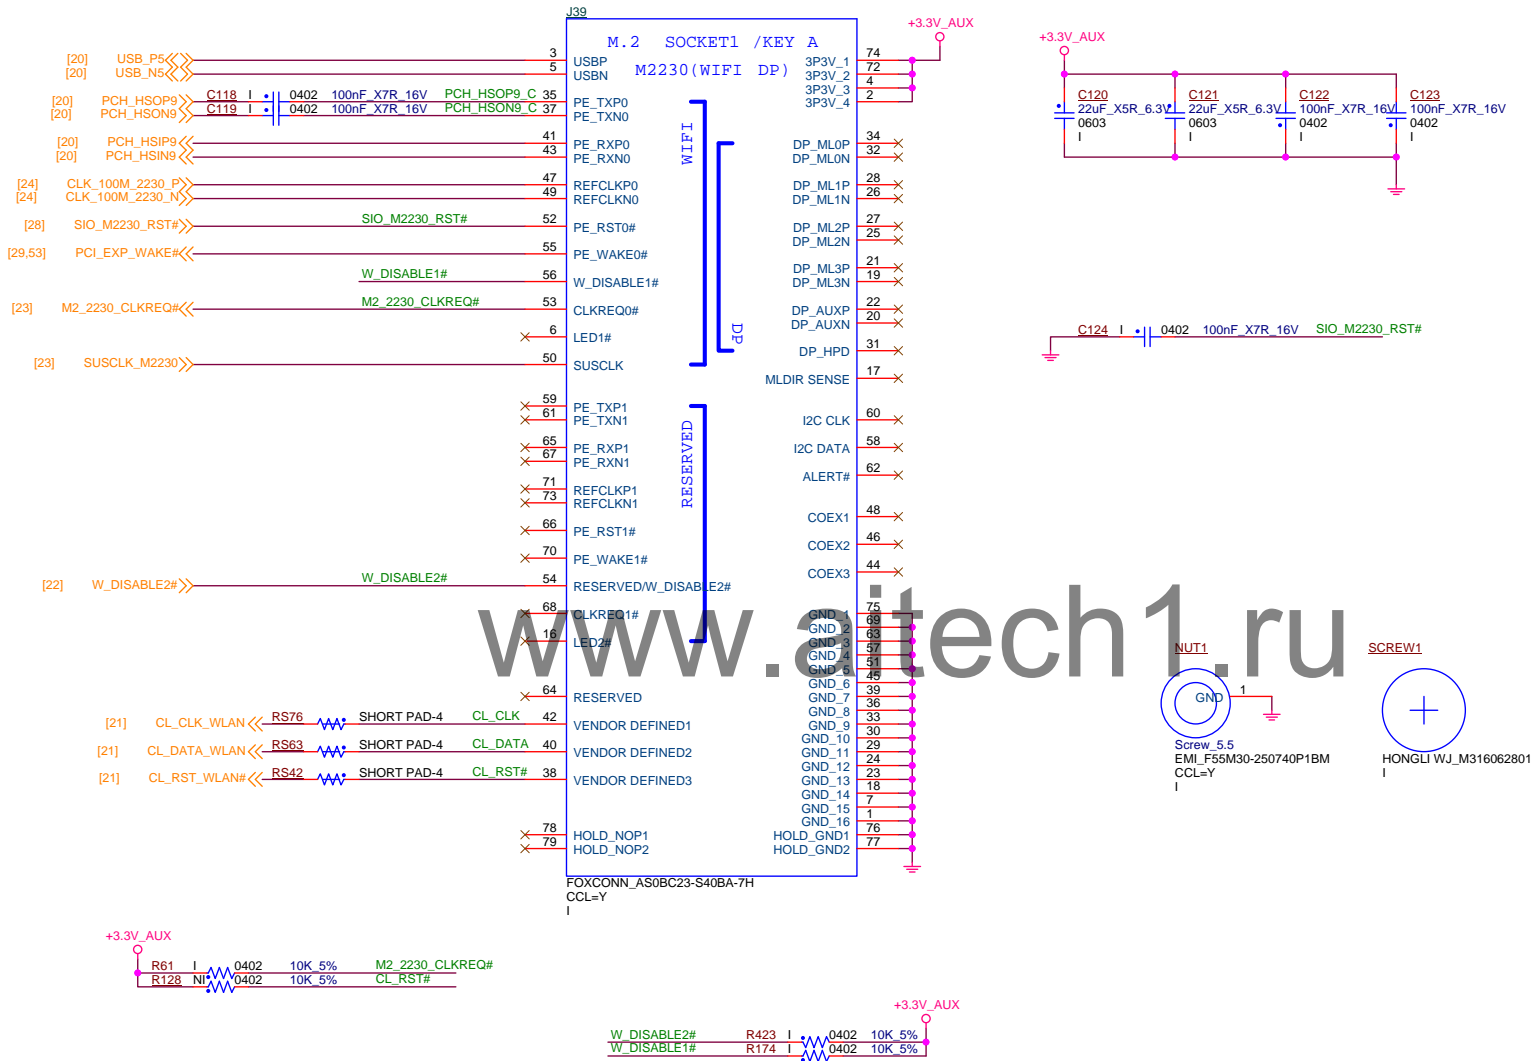 J39
M.2 SOCKET1 /KEY A
M2230(WIFI DP)
+3.3V_AUX
[20] USB_P5 3 USBP
[20] USB_N5 5 USBN
[20] PCH_HSOP9 C118 I 0402 100nF_X7R_16V PCH_HSOP9_C 35 PE_TXP0
[20] PCH_HSON9 C119 I 0402 100nF_X7R_16V PCH_HSON9_C 37 PE_TXN0
[20] PCH_HSIP9 41 PE_RXP0
[20] PCH_HSIN9 43 PE_RXN0
[24] CLK_100M_2230_P 47 REFCLKP0
[24] CLK_100M_2230_N 49 REFCLKN0
[28] SIO_M2230_RST# SIO_M2230_RST# 52 PE_RST0#
[29,53] PCI_EXP_WAKE# 55 PE_WAKE0#
W_DISABLE1# 56 W_DISABLE1#
[23] M2_2230_CLKREQ# M2_2230_CLKREQ# 53 CLKREQ0#
6 LED1#
[23] SUSCLK_M2230 50 SUSCLK
59 PE_TXP1
61 PE_TXN1
65 PE_RXP1
67 PE_RXN1
71 REFCLKP1
73 REFCLKN1
66 PE_RST1#
70 PE_WAKE1#
[22] W_DISABLE2# W_DISABLE2# 54 RESERVED/W_DISABLE2#
68 CLKREQ1#
16 LED2#
64 RESERVED
[21] CL_CLK_WLAN RS76 SHORT PAD-4 CL_CLK 42 VENDOR DEFINED1
[21] CL_DATA_WLAN RS63 SHORT PAD-4 CL_DATA 40 VENDOR DEFINED2
[21] CL_RST_WLAN# RS42 SHORT PAD-4 CL_RST# 38 VENDOR DEFINED3
78 HOLD_NOP1
79 HOLD_NOP2
WIFI
DP
RESERVED
3P3V_1 74
3P3V_2 72
3P3V_3 4
3P3V_4 2
DP_ML0P 34
DP_ML0N 32
DP_ML1P 28
DP_ML1N 26
DP_ML2P 27
DP_ML2N 25
DP_ML3P 21
DP_ML3N 19
DP_AUXP 22
DP_AUXN 20
DP_HPD 31
MLDIR SENSE 17
I2C CLK 60
I2C DATA 58
ALERT# 62
COEX1 48
COEX2 46
COEX3 44
GND_1 75
GND_2 69
GND_3 63
GND_4 57
GND_5 51
GND_6 45
GND_7 39
GND_8 36
GND_9 33
GND_10 30
GND_11 29
GND_12 24
GND_13 23
GND_14 18
GND_15 7
GND_16 1
HOLD_GND1 76
HOLD_GND2 77
FOXCONN_AS0BC23-S40BA-7H
CCL=Y
I
+3.3V_AUX
C120 C121 C122 C123
22uF_X5R_6.3V 22uF_X5R_6.3V 100nF_X7R_16V 100nF_X7R_16V
0603 0603 0402 0402
I I I I
C124 I 0402 100nF_X7R_16V SIO_M2230_RST#
www.aitech1.ru
NUT1
GND 1
Screw_5.5
EMI_F55M30-250740P1BM
CCL=Y
I
SCREW1
HONGLI WJ_M316062801
I
+3.3V_AUX
R61 I 0402 10K_5% M2_2230_CLKREQ#
R128 NI 0402 10K_5% CL_RST#
+3.3V_AUX
W_DISABLE2# R423 I 0402 10K_5%
W_DISABLE1# R174 I 0402 10K_5%